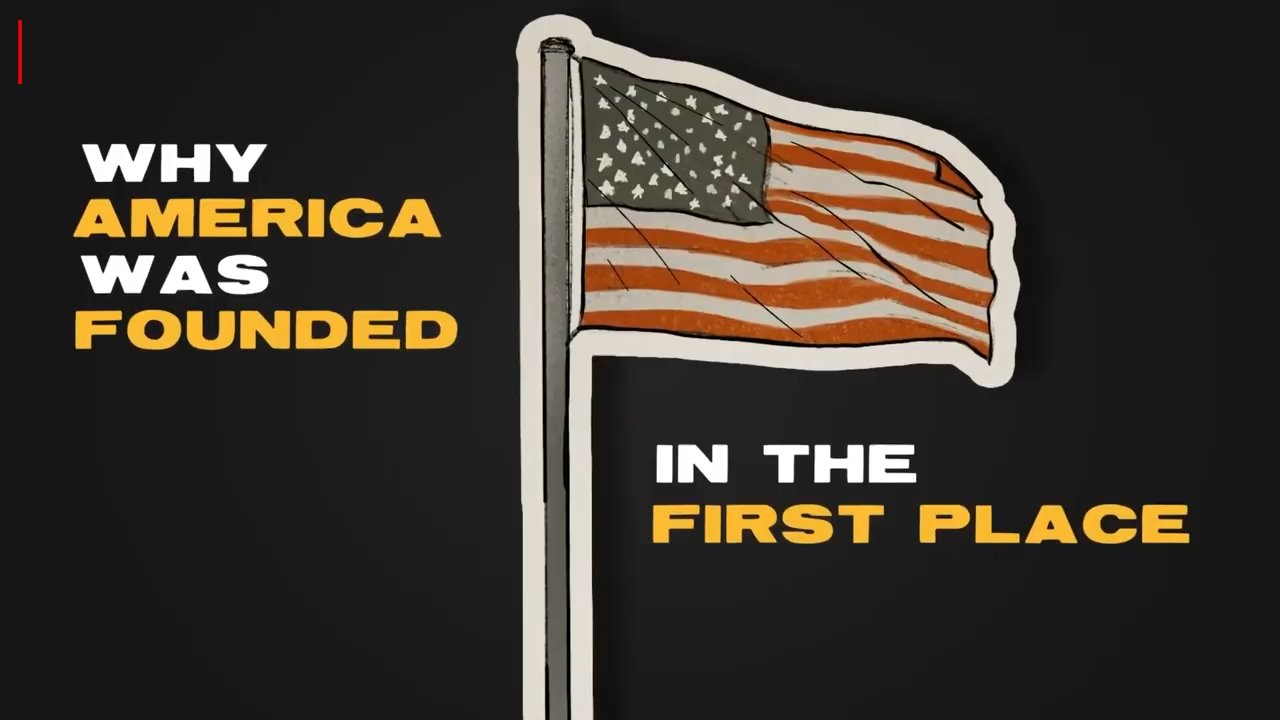 WHY
AMERICA
WAS
FOUNDED
IN THE
FIRST PLACE